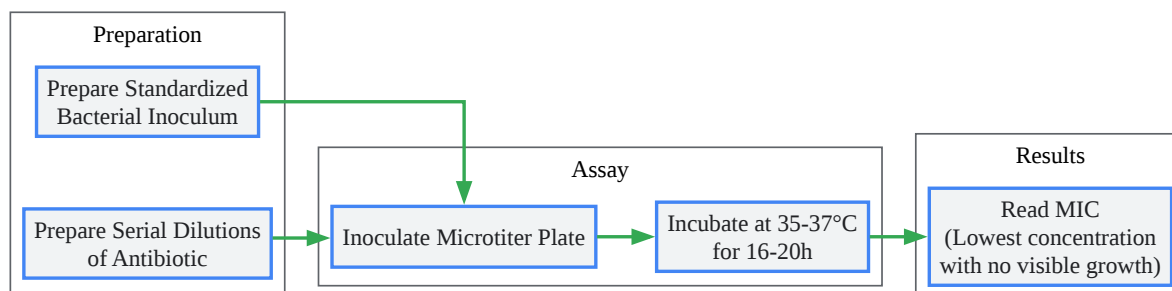 Preparation
Prepare Standardized
Bacterial Inoculum
Prepare Serial Dilutions
of Antibiotic
Assay
Inoculate Microtiter Plate
Incubate at 35-37°C
for 16-20h
Results
Read MIC
(Lowest concentration
with no visible growth)